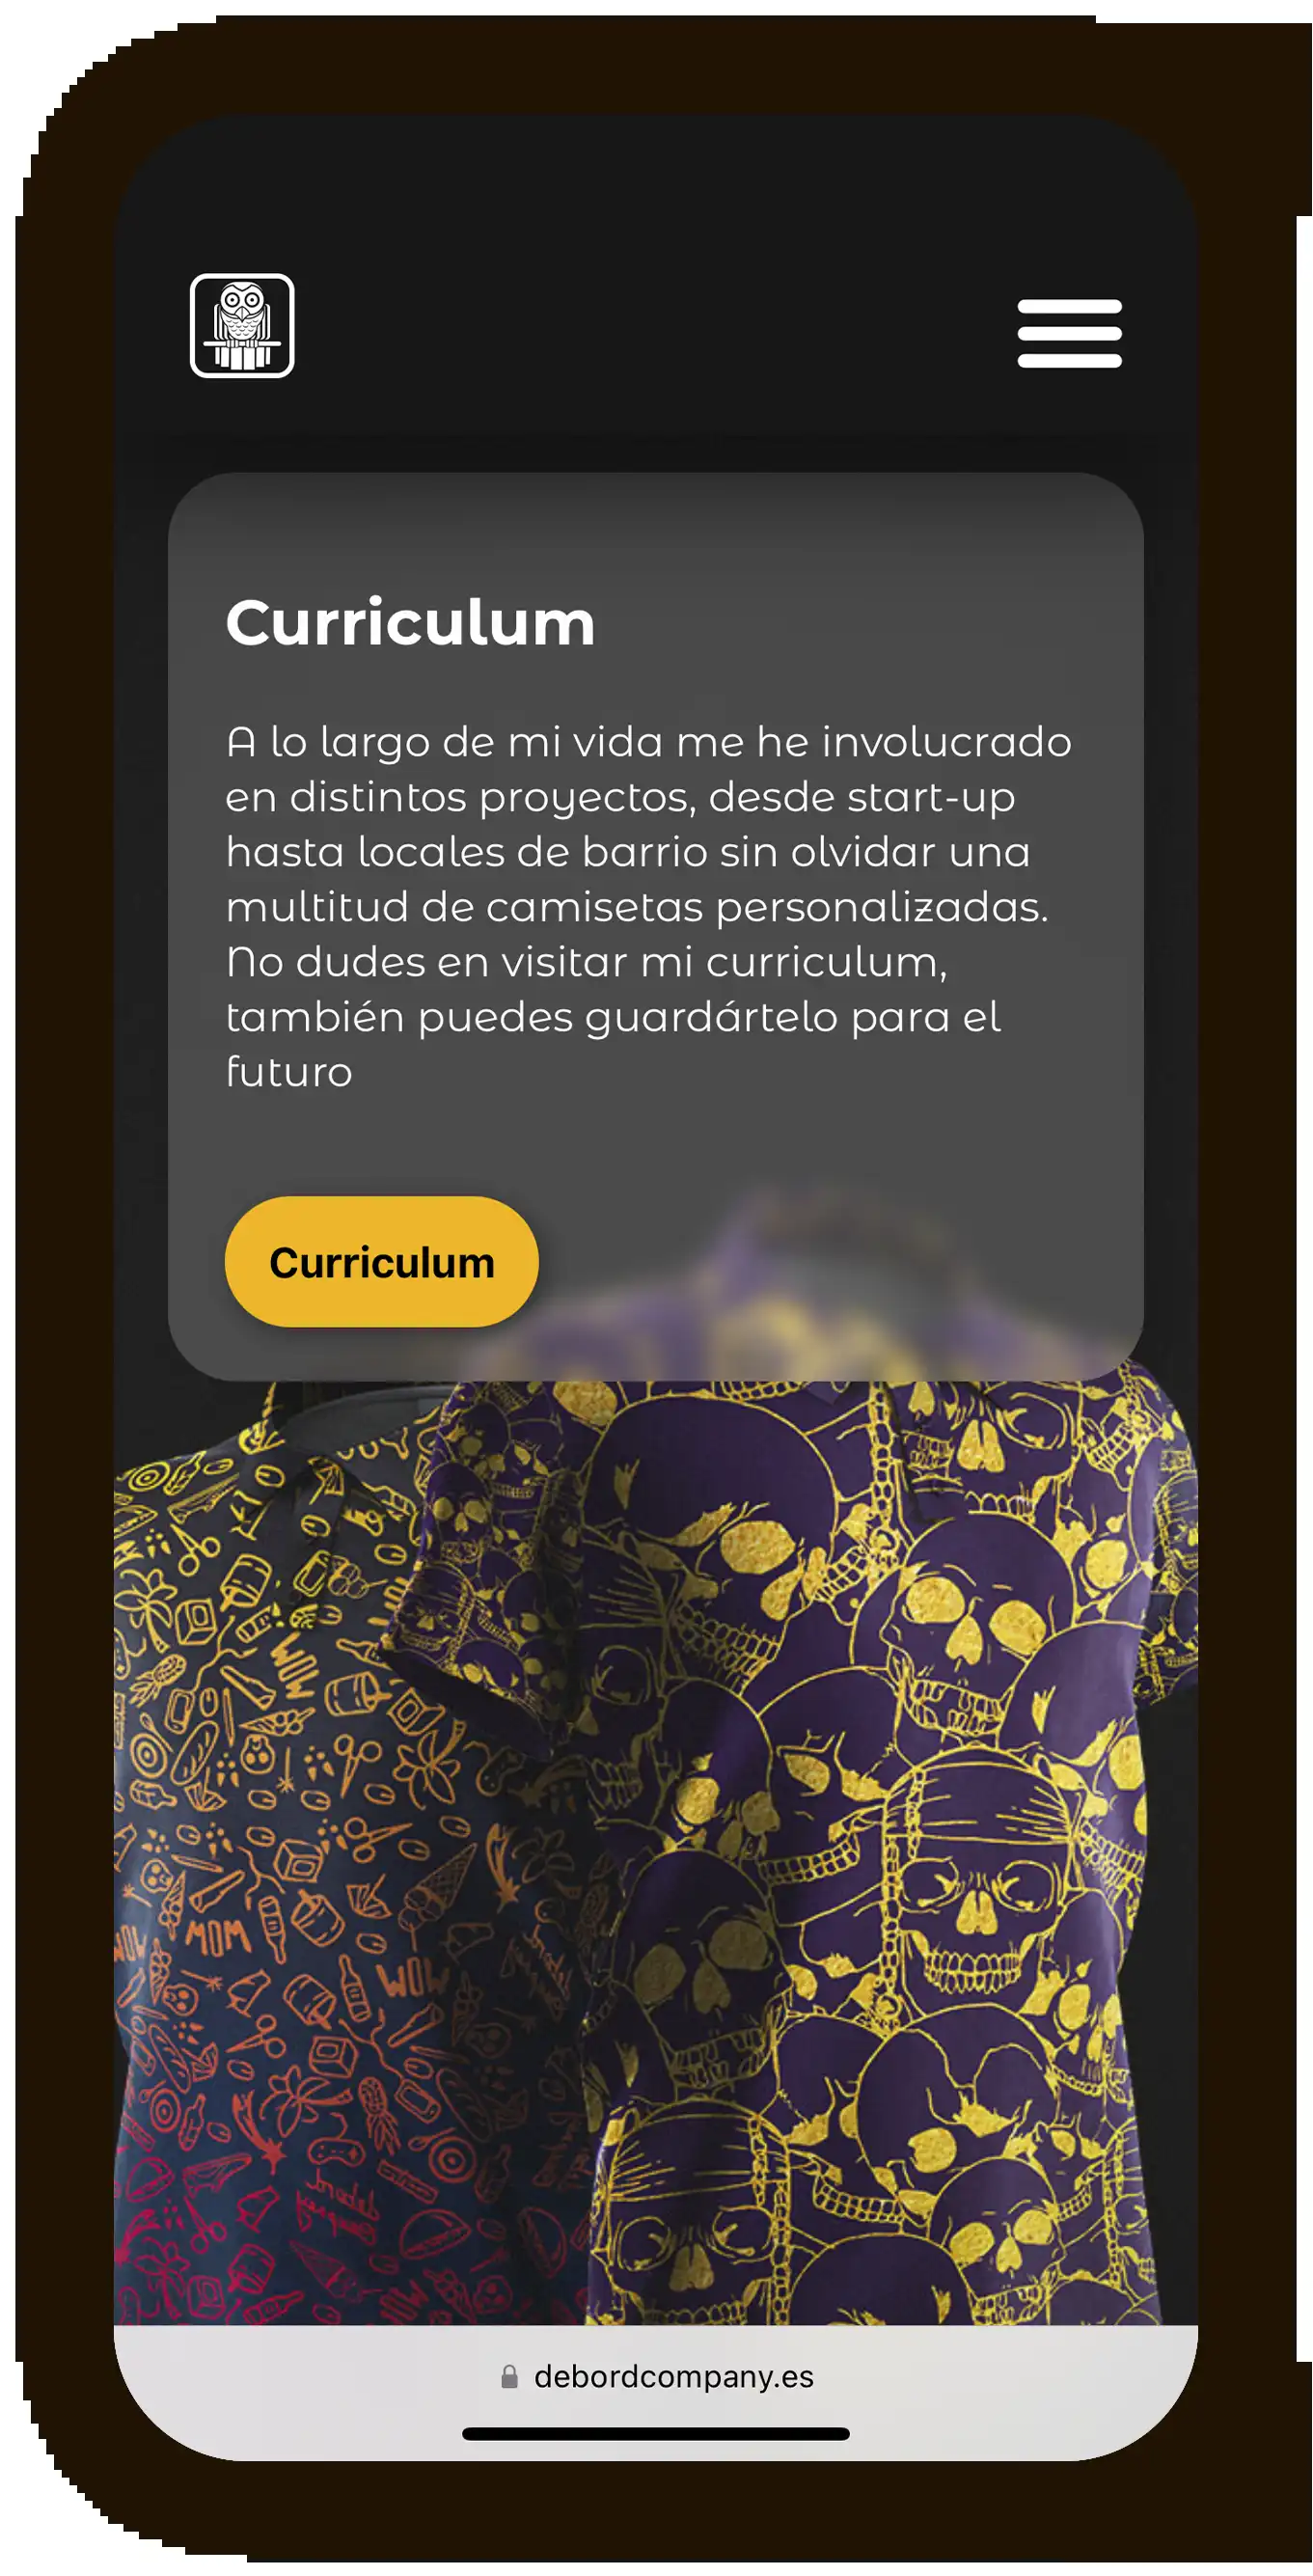 Curriculum
A lo largo de mi vida me he involucrado
en distintos proyectos, desde start-up
hasta locales de barrio sin olvidar una
multitud de camisetas personalizadas.
No dudes en visitar mi curriculum,
también puedes guardártelo para el
futuro
Curriculum
WOW
MOM
WOW
debordcompany.es